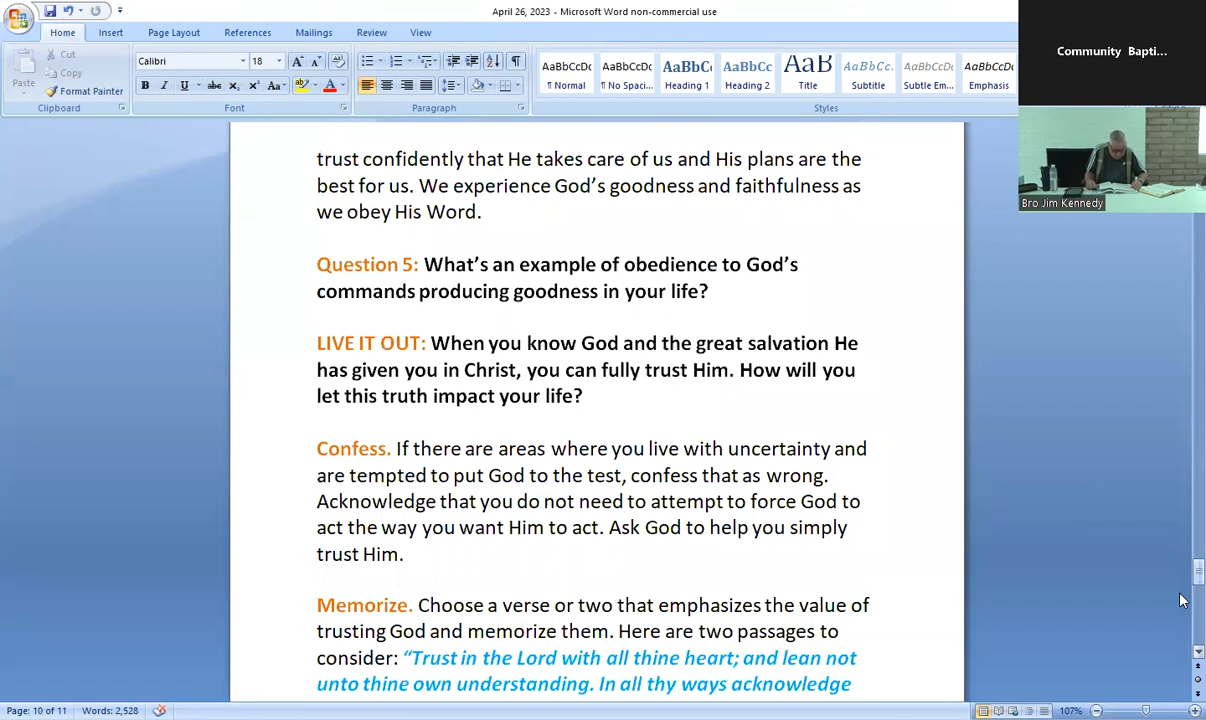 April 26, 2023 - Microsoft Word non-commercial use
Home Insert Page Layout References Mailings Review View
Cut
Copy
Paste
Format Painter
Clipboard
Calibri 18
Font
Paragraph
AaBbCcDc AaBbCcDc AaBbC AaBbCc AaB AaBbCc. AaBbCcDc AaBbCcDc
¶ Normal ¶ No Spaci... Heading 1 Heading 2 Title Subtitle Subtle Em... Emphasis
Styles
Community Bapti...
Bro Jim Kennedy
trust confidently that He takes care of us and His plans are the
best for us. We experience God’s goodness and faithfulness as
we obey His Word.
Question 5: What’s an example of obedience to God’s
commands producing goodness in your life?
LIVE IT OUT: When you know God and the great salvation He
has given you in Christ, you can fully trust Him. How will you
let this truth impact your life?
Confess. If there are areas where you live with uncertainty and
are tempted to put God to the test, confess that as wrong.
Acknowledge that you do not need to attempt to force God to
act the way you want Him to act. Ask God to help you simply
trust Him.
Memorize. Choose a verse or two that emphasizes the value of
trusting God and memorize them. Here are two passages to
consider: “Trust in the Lord with all thine heart; and lean not
unto thine own understanding. In all thy ways acknowledge
Page: 10 of 11 Words: 2,528 107%